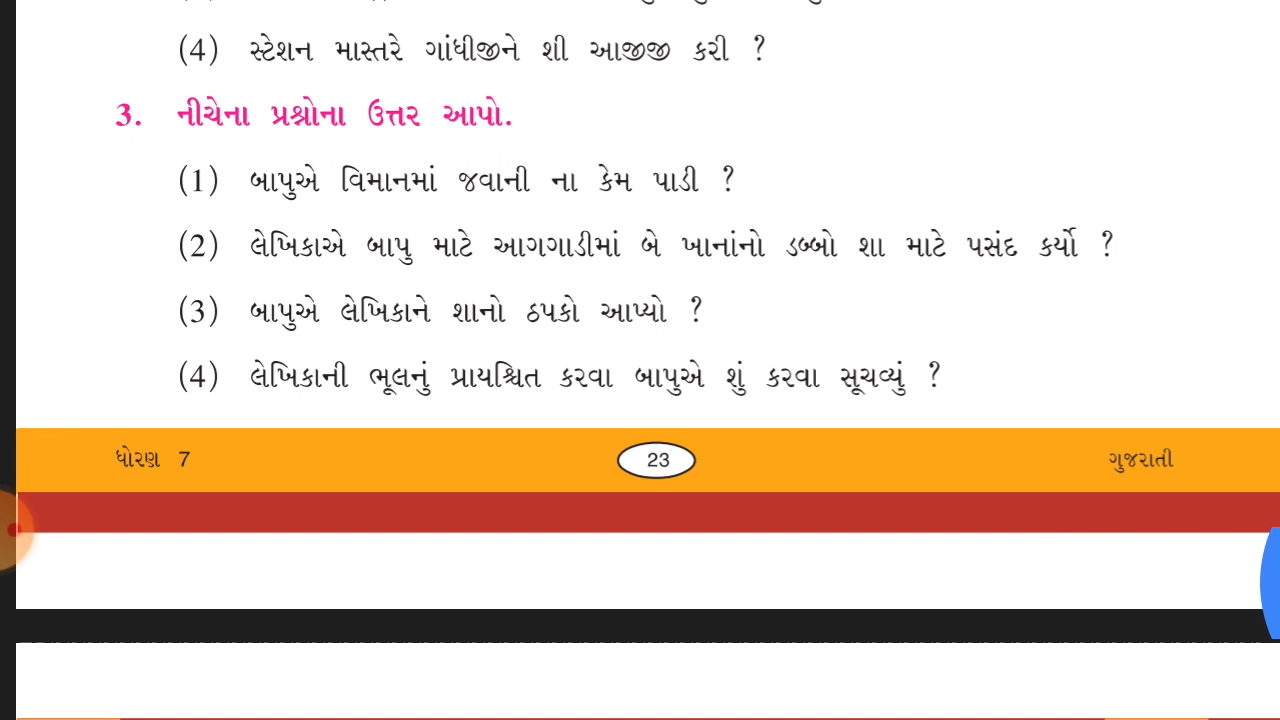 (4) સ્ટેશન માસ્તરે ગાંધીજીને શી આજીજી કરી ?
3. નીચેના પ્રશ્નોના ઉત્તર આપો.
(1) બાપુએ વિમાનમાં જવાની ના કેમ પાડી ?
(2) લેખિકાએ બાપુ માટે આગગાડીમાં બે ખાનાંનો ડબ્બો શા માટે પસંદ કર્યો ?
(3) બાપુએ લેખિકાને શાનો ઠપકો આપ્યો ?
(4) લેખિકાની ભૂલનું પ્રાયશ્ચિત કરવા બાપુએ શું કરવા સૂચવ્યું ?
ધોરણ 7 23 ગુજરાતી